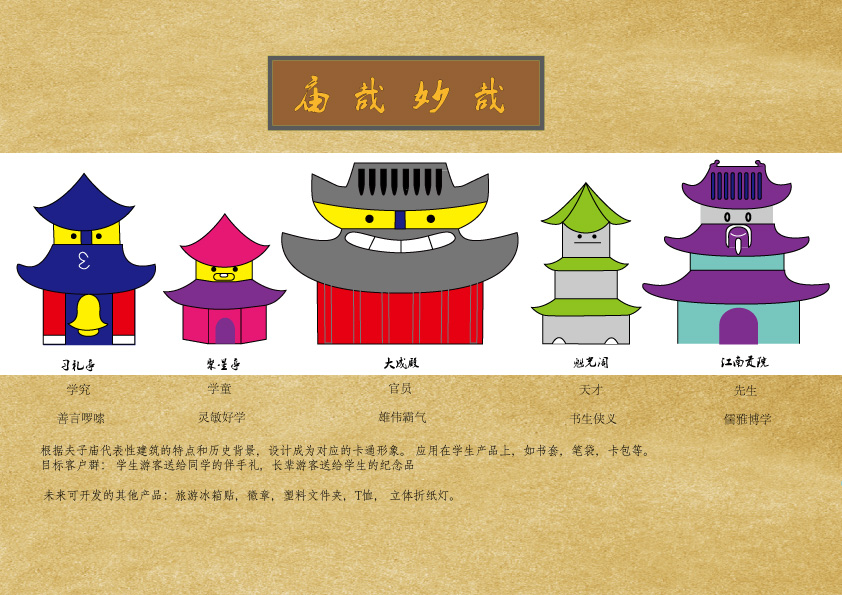 庙哉妙哉
习礼亭 聚星亭 大成殿 魁光阁 江南贡院
学究 学童 官员 天才 先生
善言啰嗦 灵敏好学 雄伟霸气 书生侠义 儒雅博学
根据夫子庙代表性建筑的特点和历史背景，设计成为对应的卡通形象。 应用在学生产品上，如书套，笔袋，卡包等。
目标客户群： 学生游客送给同学的伴手礼，长辈游客送给学生的纪念品
未来可开发的其他产品：旅游冰箱贴，徽章，塑料文件夹，T恤， 立体折纸灯。